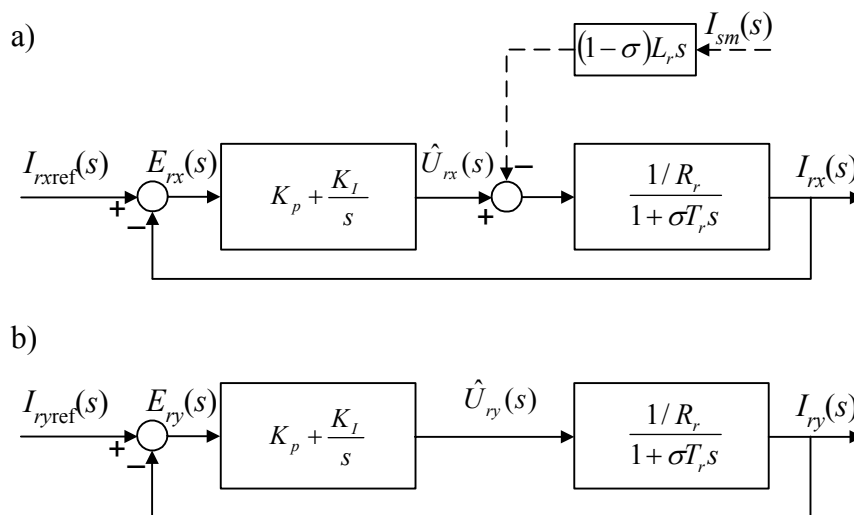 a)
(1−σ)L_r s
I_sm(s)
I_rxref(s)
+
−
E_rx(s)
K_p + K_I/s
Û_rx(s)
+
−
(1/R_r)/(1+σT_r s)
I_rx(s)
b)
I_ryref(s)
+
−
E_ry(s)
K_p + K_I/s
Û_ry(s)
(1/R_r)/(1+σT_r s)
I_ry(s)